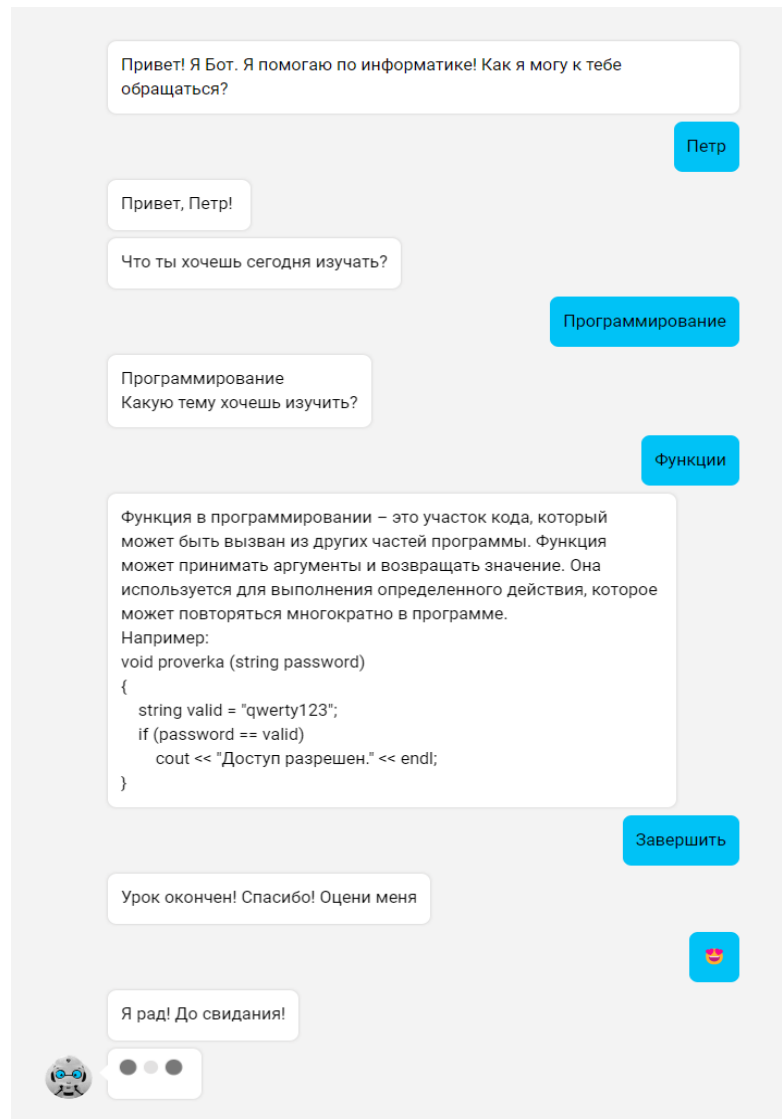 Привет! Я Бот. Я помогаю по информатике! Как я могу к тебе
обращаться?
Петр
Привет, Петр!
Что ты хочешь сегодня изучать?
Программирование
Программирование
Какую тему хочешь изучить?
Функции
Функция в программировании – это участок кода, который
может быть вызван из других частей программы. Функция
может принимать аргументы и возвращать значение. Она
используется для выполнения определенного действия, которое
может повторяться многократно в программе.
Например:
void proverka (string password)
{
string valid = "qwerty123";
if (password == valid)
cout << "Доступ разрешен." << endl;
}
Завершить
Урок окончен! Спасибо! Оцени меня
😍
Я рад! До свидания!